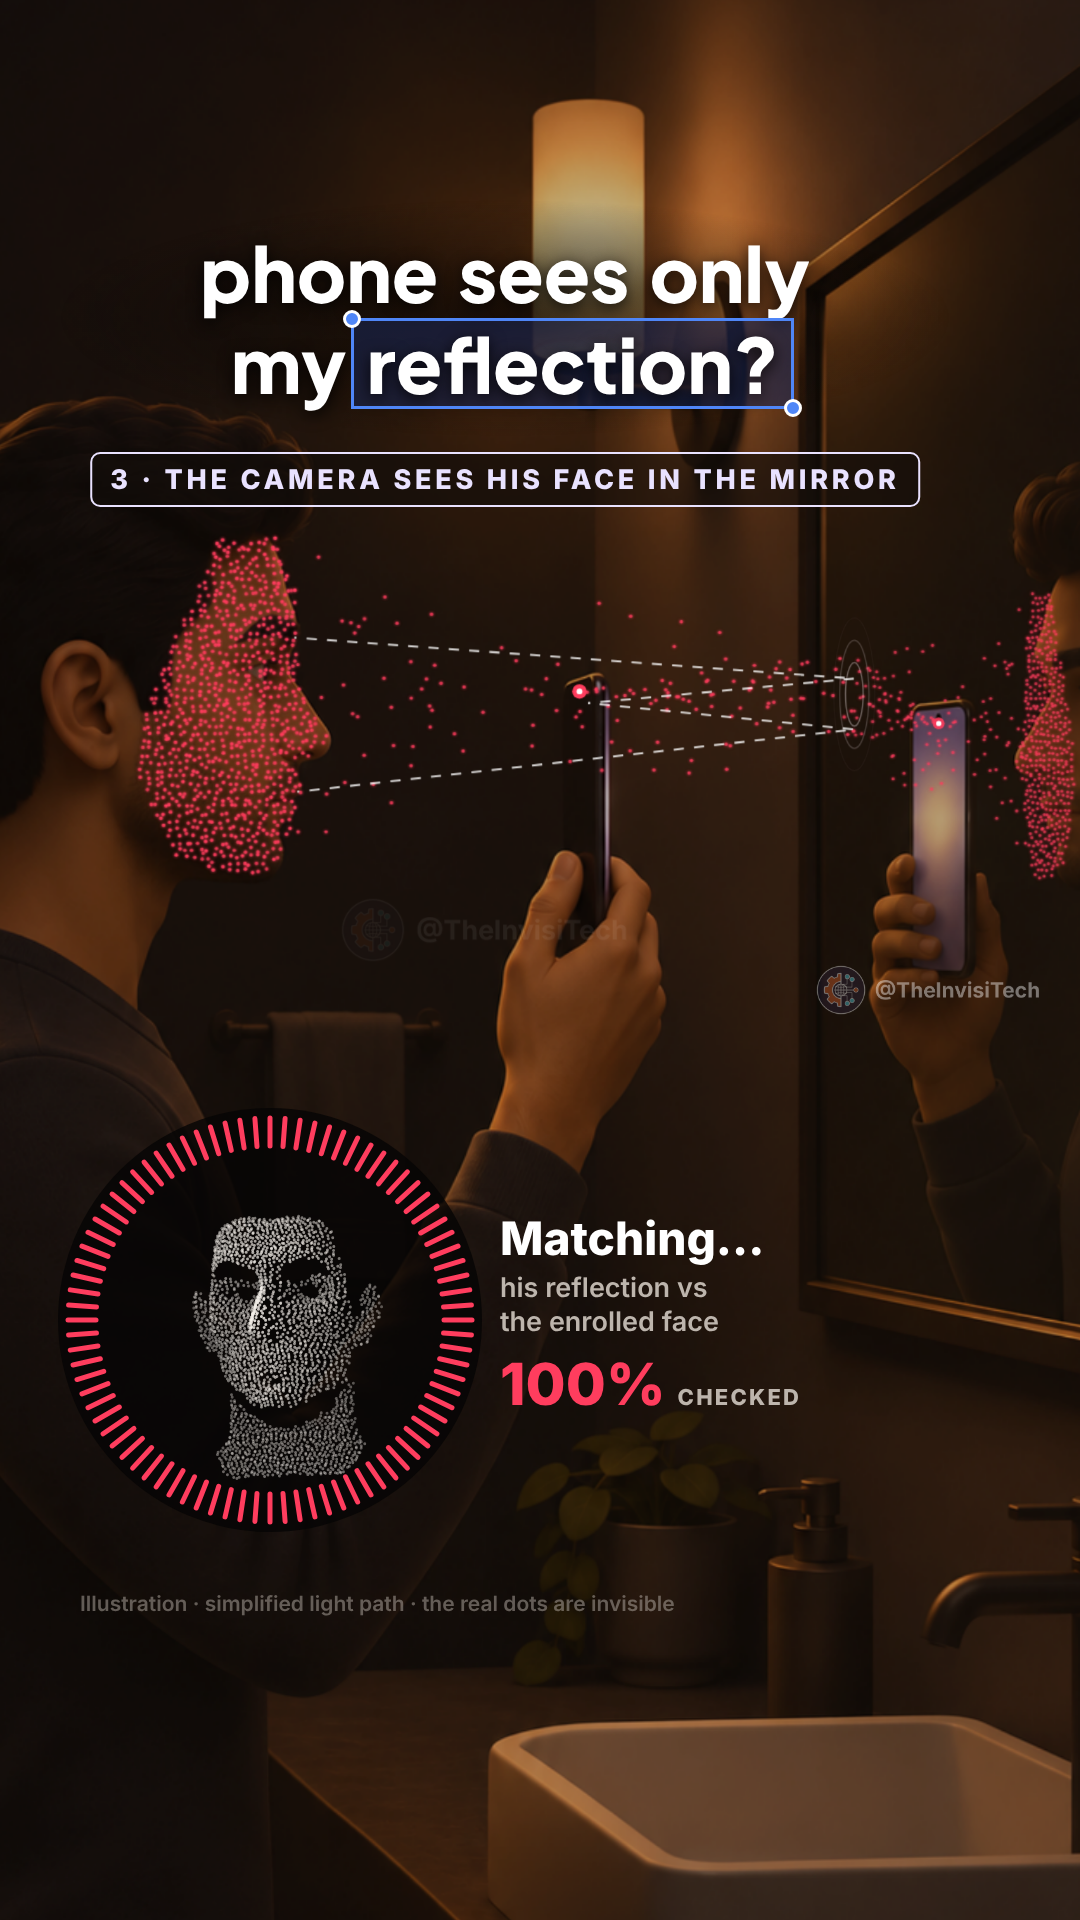 phone sees only
my reflection?
3 · THE CAMERA SEES HIS FACE IN THE MIRROR
@TheInvisiTech
@TheInvisiTech
Matching...
his reflection vs
the enrolled face
100% CHECKED
Illustration · simplified light path · the real dots are invisible